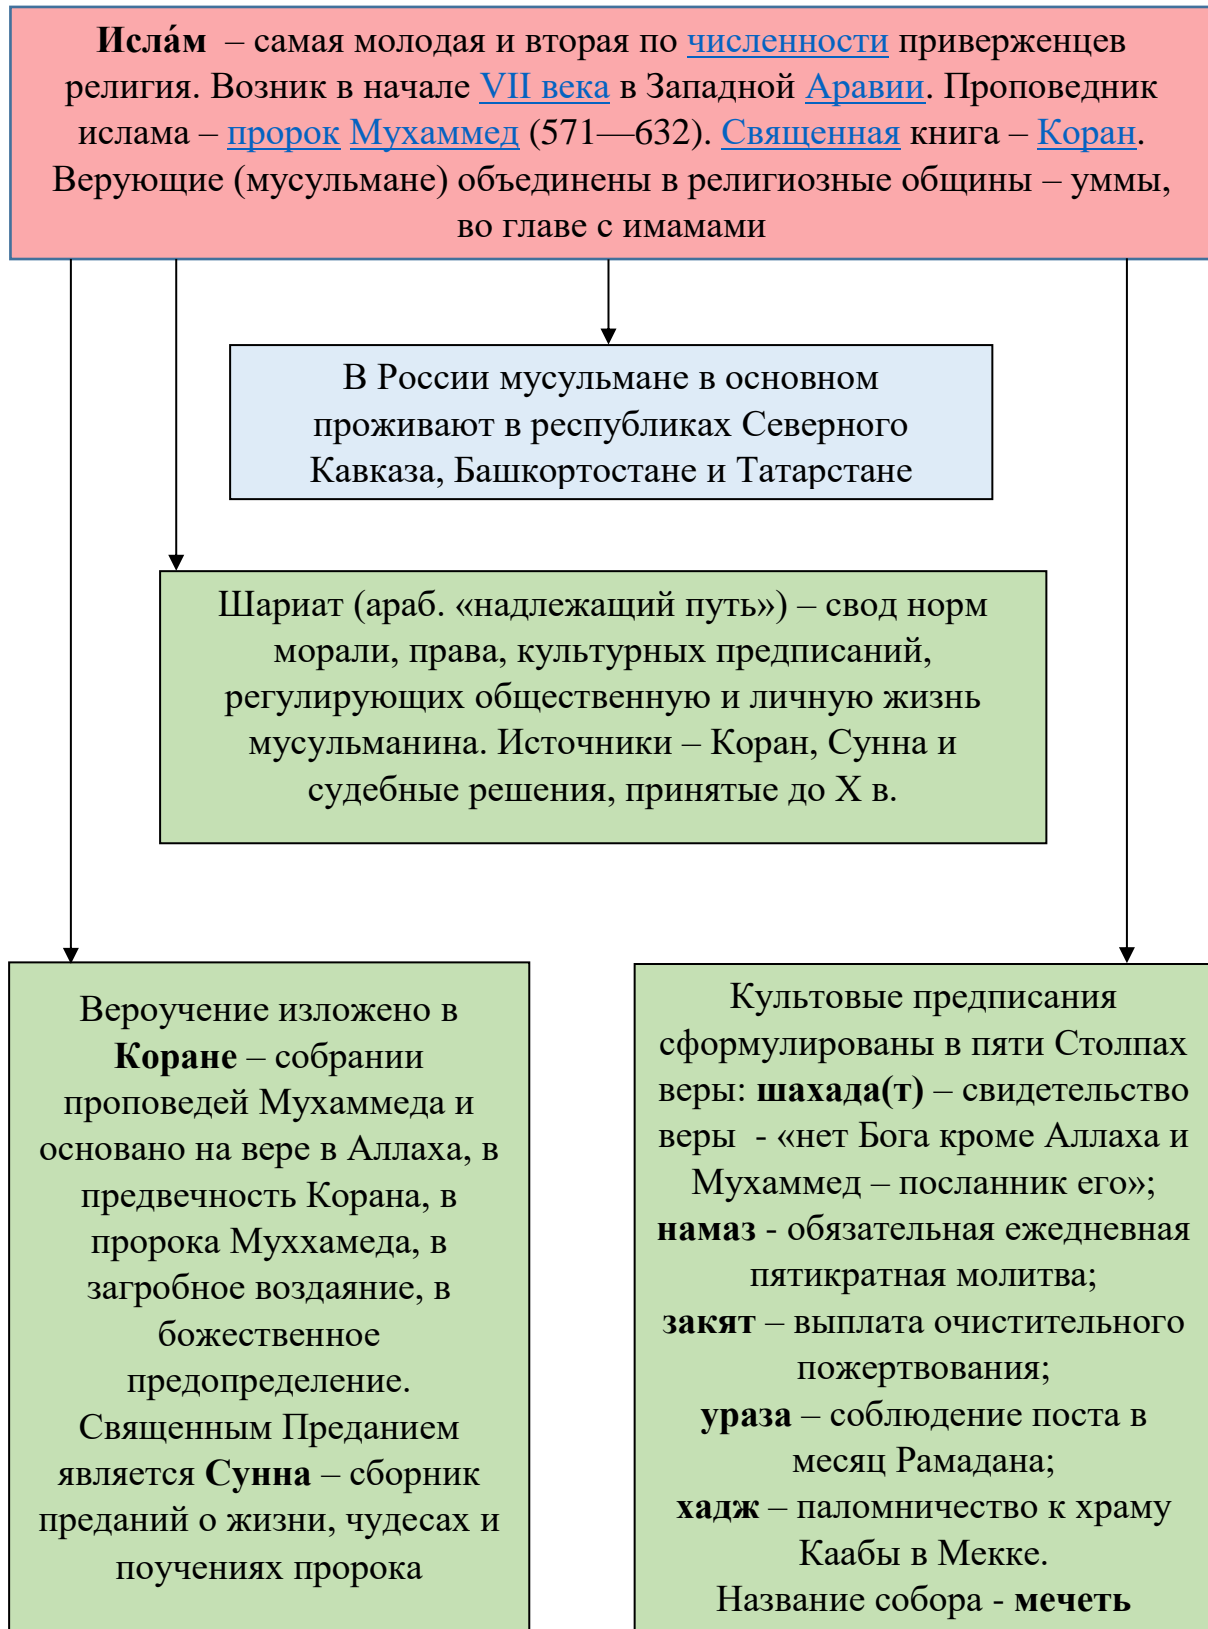 Исла́м – самая молодая и вторая по численности приверженцев
религия. Возник в начале VII века в Западной Аравии. Проповедник
ислама – пророк Мухаммед (571—632). Священная книга – Коран.
Верующие (мусульмане) объединены в религиозные общины – уммы,
во главе с имамами
В России мусульмане в основном
проживают в республиках Северного
Кавказа, Башкортостане и Татарстане
Шариат (араб. «надлежащий путь») – свод норм
морали, права, культурных предписаний,
регулирующих общественную и личную жизнь
мусульманина. Источники – Коран, Сунна и
судебные решения, принятые до X в.
Вероучение изложено в
Коране – собрании
проповедей Мухаммеда и
основано на вере в Аллаха, в
предвечность Корана, в
пророка Муххамеда, в
загробное воздаяние, в
божественное
предопределение.
Священным Преданием
является Сунна – сборник
преданий о жизни, чудесах и
поучениях пророка
Культовые предписания
сформулированы в пяти Столпах
веры: шахада(т) – свидетельство
веры - «нет Бога кроме Аллаха и
Мухаммед – посланник его»;
намаз - обязательная ежедневная
пятикратная молитва;
закят – выплата очистительного
пожертвования;
ураза – соблюдение поста в
месяц Рамадана;
хадж – паломничество к храму
Каабы в Мекке.
Название собора - мечеть